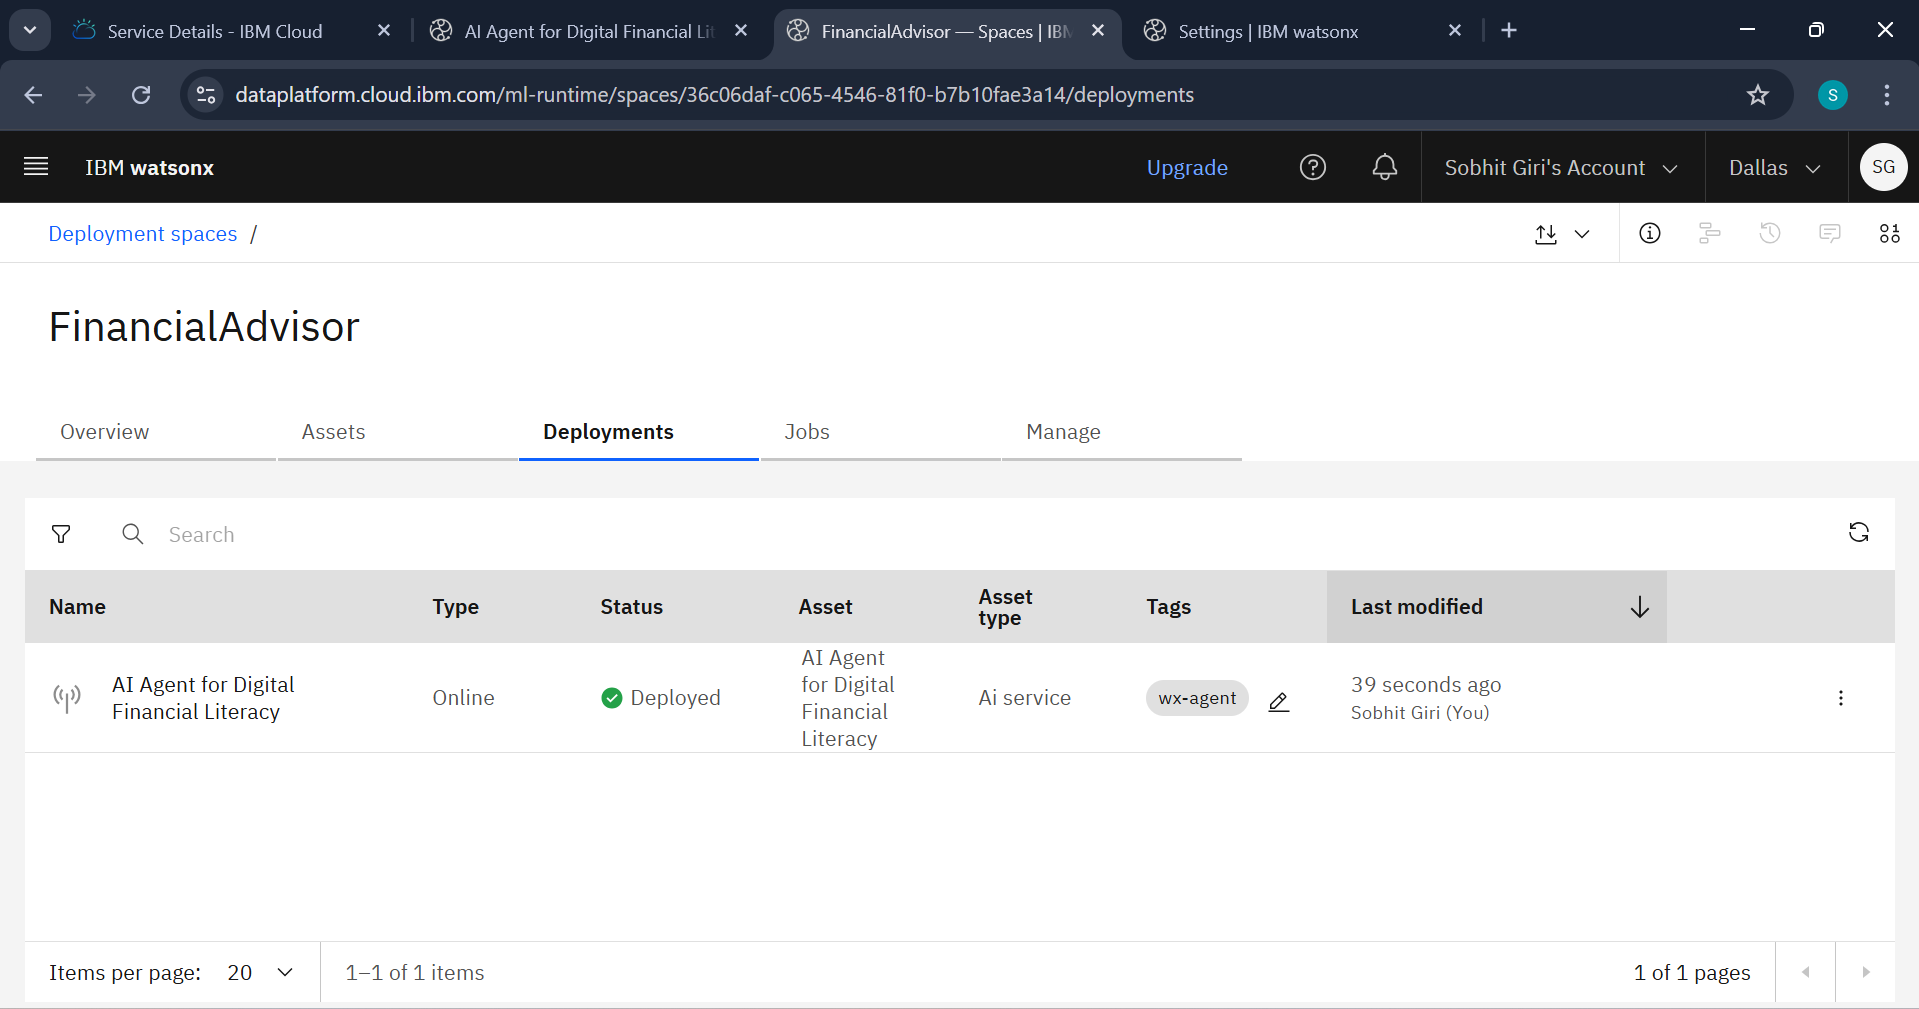 Service Details - IBM Cloud
AI Agent for Digital Financial Lit
FinancialAdvisor — Spaces | IBM
Settings | IBM watsonx
dataplatform.cloud.ibm.com/ml-runtime/spaces/36c06daf-c065-4546-81f0-b7b10fae3a14/deployments
S
IBM watsonx
Upgrade
Sobhit Giri's Account
Dallas
SG
Deployment spaces /
FinancialAdvisor
Overview
Assets
Deployments
Jobs
Manage
Search
Name
Type
Status
Asset
Asset
type
Tags
Last modified
AI Agent for Digital
Financial Literacy
Online
Deployed
AI Agent
for Digital
Financial
Literacy
Ai service
wx-agent
39 seconds ago
Sobhit Giri (You)
Items per page: 20
1–1 of 1 items
1 of 1 pages